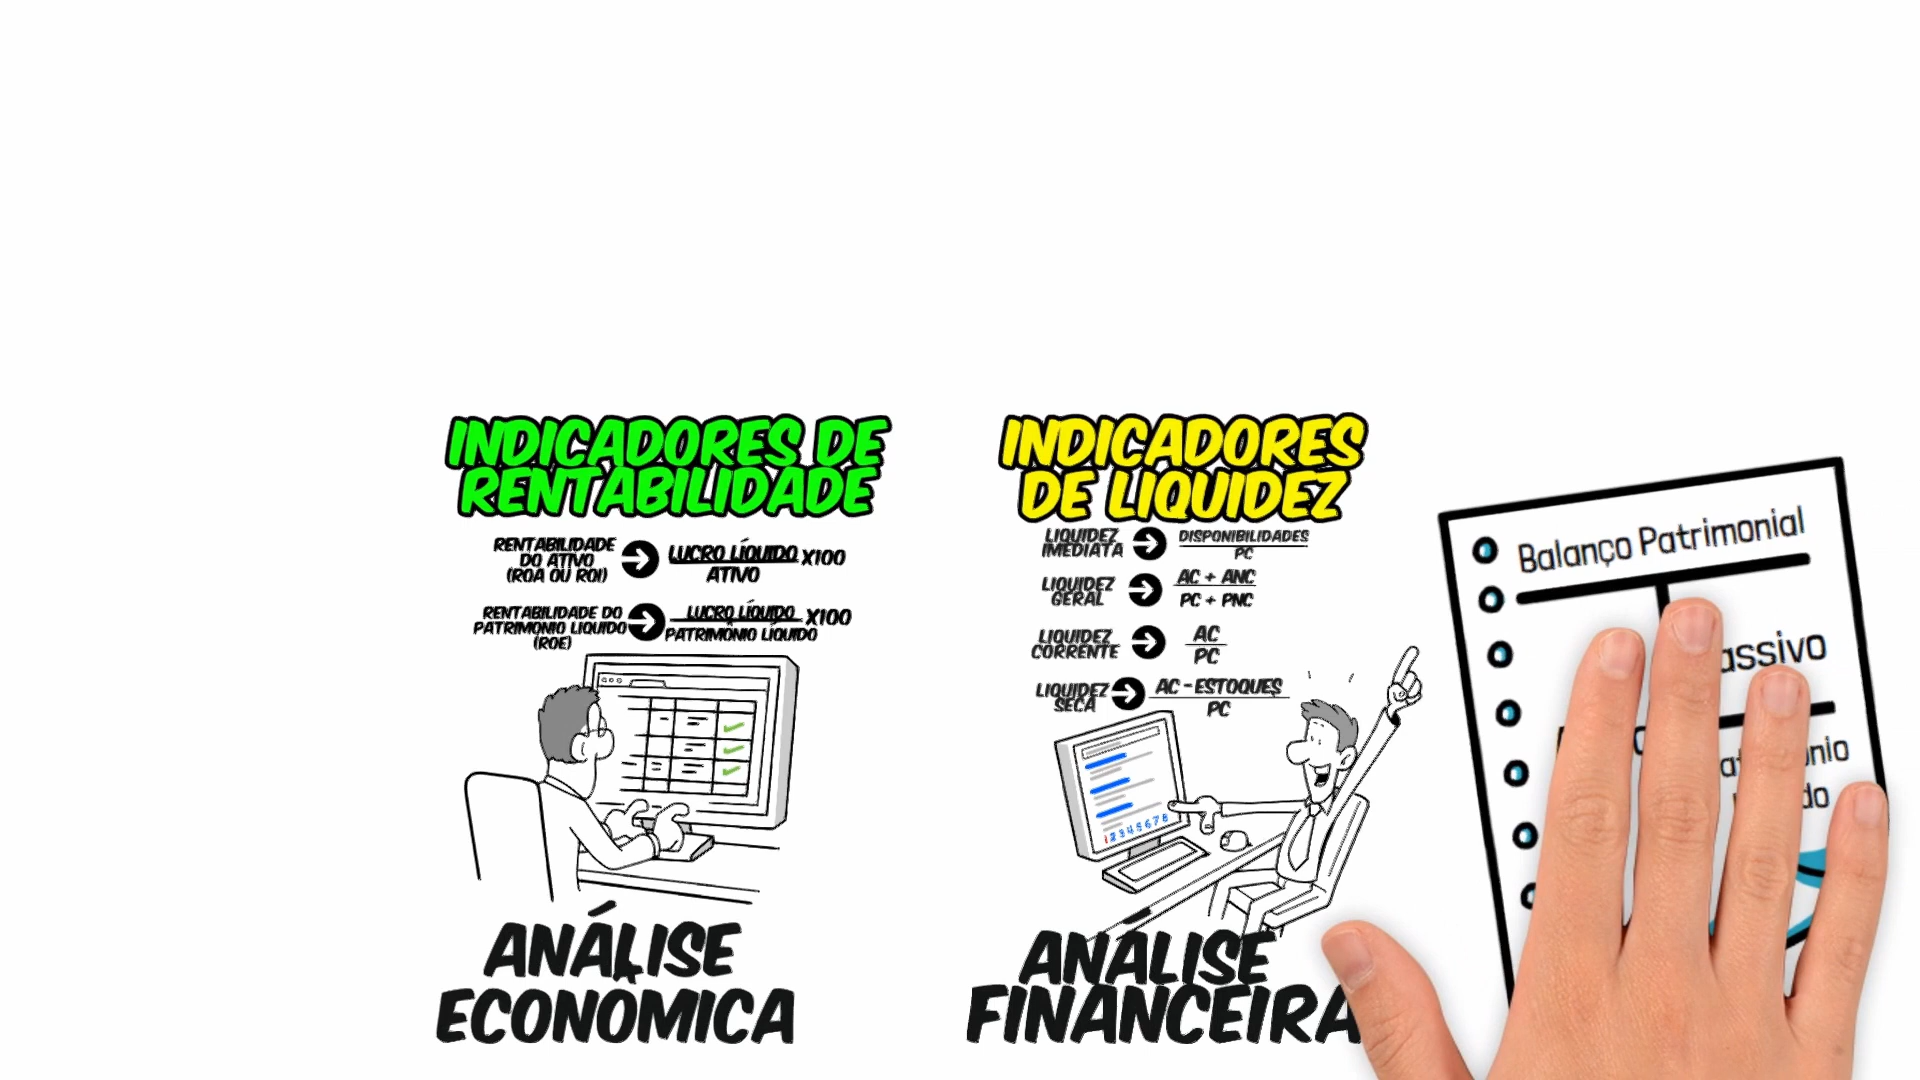 INDICADORES DE
RENTABILIDADE
RENTABILIDADE
DO ATIVO
(ROA OU ROI)
LUCRO LÍQUIDO X100
ATIVO
RENTABILIDADE DO
PATRIMÔNIO LIQUIDO
(ROE)
LUCRO LÍQUIDO X100
PATRIMÔNIO LÍQUIDO
ANÁLISE
ECONÔMICA
INDICADORES
DE LIQUIDEZ
LIQUIDEZ
IMEDIATA
DISPONIBILIDADES
PC
LIQUIDEZ
GERAL
AC + ANC
PC + PNC
LIQUIDEZ
CORRENTE
AC
PC
LIQUIDEZ
SECA
AC - ESTOQUES
PC
12345678
ANÁLISE
FINANCEIRA
Balanço Patrimonial